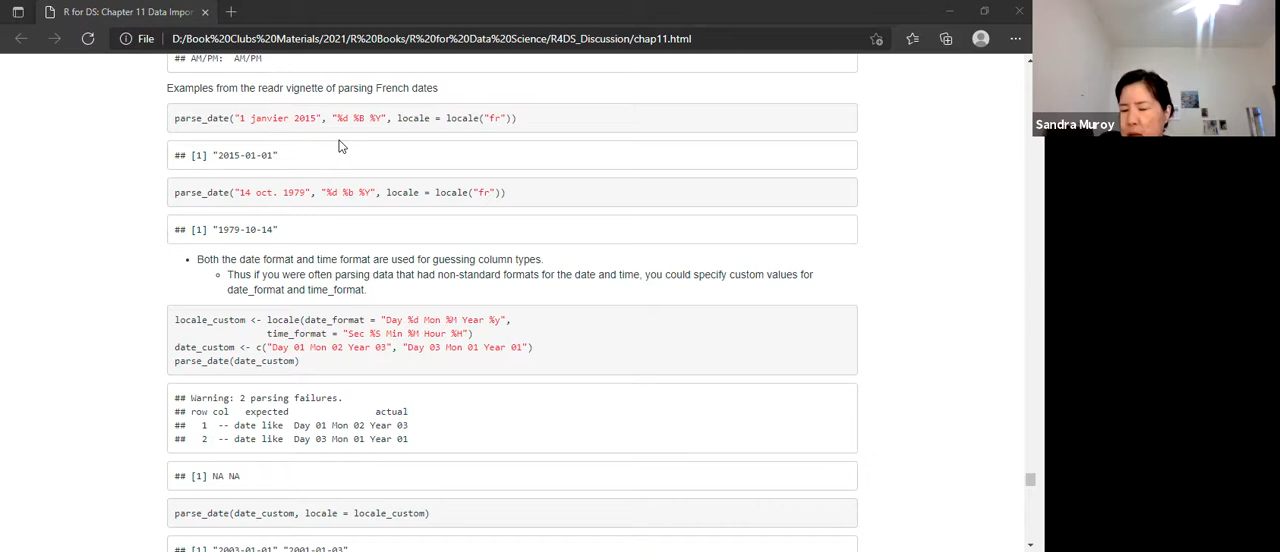 R for DS: Chapter 11 Data Impor
File
D:/Book%20Clubs%20Materials/2021/R%20Books/R%20for%20Data%20Science/R4DS_Discussion/chap11.html
## AM/PM:  AM/PM
Examples from the readr vignette of parsing French dates
parse_date("1 janvier 2015", "%d %B %Y", locale = locale("fr"))
## [1] "2015-01-01"
parse_date("14 oct. 1979", "%d %b %Y", locale = locale("fr"))
## [1] "1979-10-14"
Both the date format and time format are used for guessing column types.
Thus if you were often parsing data that had non-standard formats for the date and time, you could specify custom values for
date_format and time_format.
locale_custom <- locale(date_format = "Day %d Mon %M Year %y",
time_format = "Sec %S Min %M Hour %H")
date_custom <- c("Day 01 Mon 02 Year 03", "Day 03 Mon 01 Year 01")
parse_date(date_custom)
## Warning: 2 parsing failures.
## row col   expected                actual
##   1  -- date like  Day 01 Mon 02 Year 03
##   2  -- date like  Day 03 Mon 01 Year 01
## [1] NA NA
parse_date(date_custom, locale = locale_custom)
## [1] "2003-01-01" "2001-01-03"
Sandra Muroy